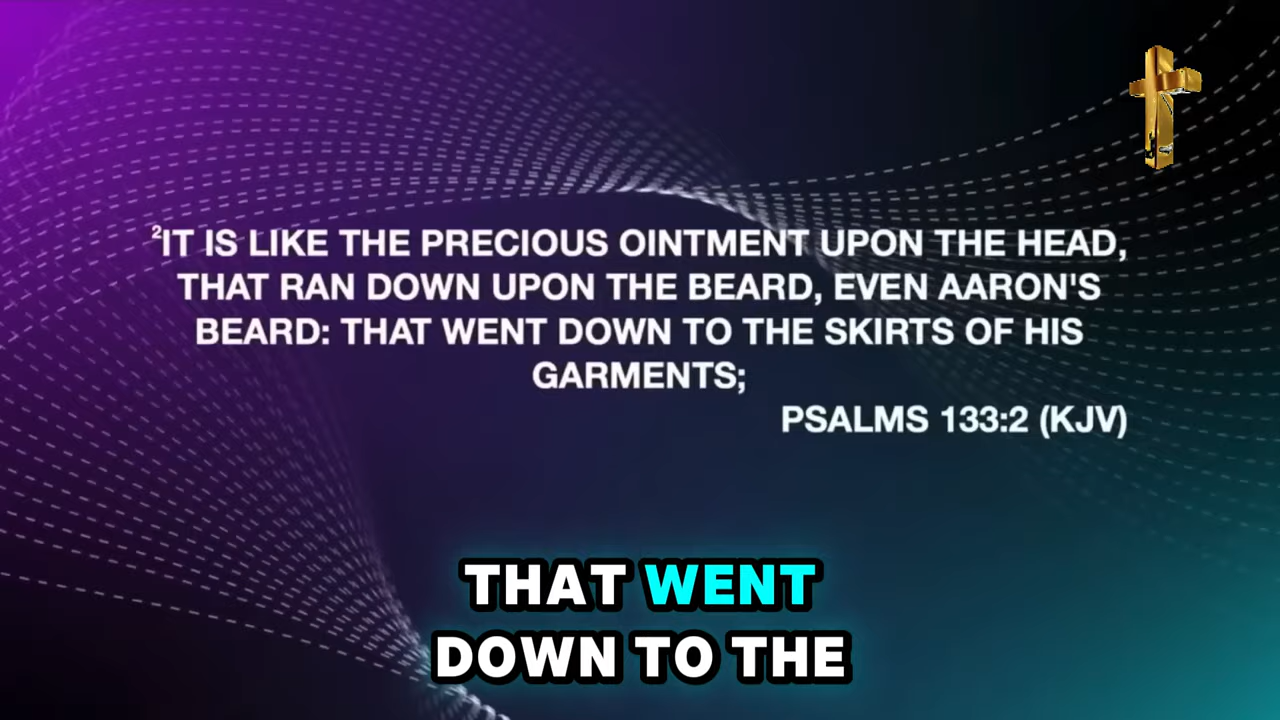 ²IT IS LIKE THE PRECIOUS OINTMENT UPON THE HEAD,
THAT RAN DOWN UPON THE BEARD, EVEN AARON'S
BEARD: THAT WENT DOWN TO THE SKIRTS OF HIS
GARMENTS;
PSALMS 133:2 (KJV)
THAT WENT
DOWN TO THE